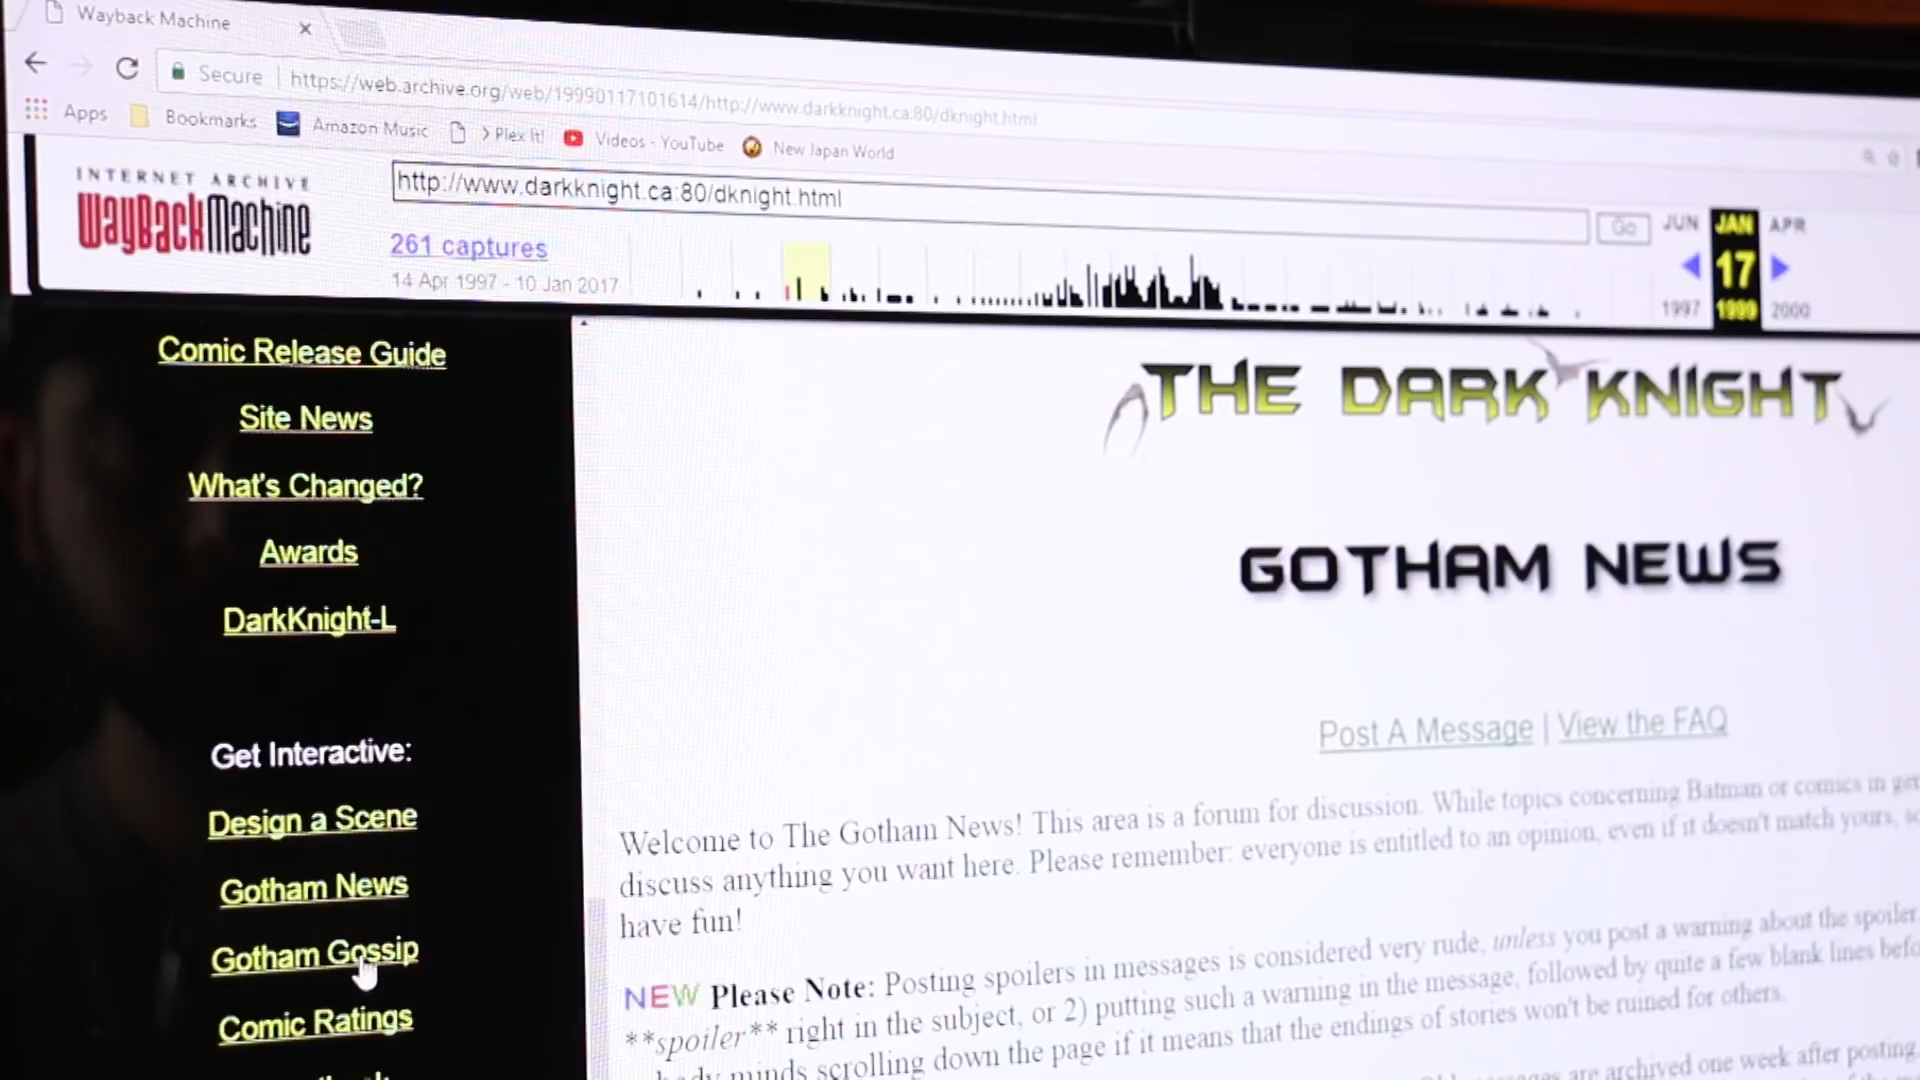 Wayback Machine
Secure | https://web.archive.org/web/19990117101614/http://www.darkknight.ca:80/dknight.html
Apps Bookmarks Amazon Music > Plex It! Videos - YouTube New Japan World
INTERNET ARCHIVE
WayBackMachine
http://www.darkknight.ca:80/dknight.html
Go
JUN JAN APR
261 captures
17
14 Apr 1997 - 10 Jan 2017
1997 1999 2000
Comic Release Guide
Site News
What's Changed?
Awards
DarkKnight-L
Get Interactive:
Design a Scene
Gotham News
Gotham Gossip
Comic Ratings
THE DARK KNIGHT
GOTHAM NEWS
Post A Message | View the FAQ
Welcome to The Gotham News! This area is a forum for discussion. While topics concerning Batman or comics in
discuss anything you want here. Please remember: everyone is entitled to an opinion, even if it doesn't match yours,
have fun!
NEW Please Note: Posting spoilers in messages is considered very rude, unless you post a warning about the spoiler.
**spoiler** right in the subject, or 2) putting such a warning in the message, followed by quite a few blank lines
minds scrolling down the page if it means that the endings of stories won't be ruined for others.
are archived one week after posting.